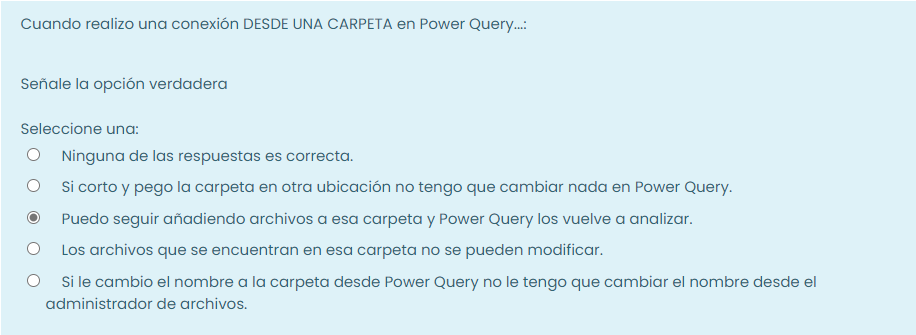 Cuando realizo una conexión DESDE UNA CARPETA en Power Query...:
Señale la opción verdadera
Seleccione una:
Ninguna de las respuestas es correcta.
Si corto y pego la carpeta en otra ubicación no tengo que cambiar nada en Power Query.
Puedo seguir añadiendo archivos a esa carpeta y Power Query los vuelve a analizar.
Los archivos que se encuentran en esa carpeta no se pueden modificar.
Si le cambio el nombre a la carpeta desde Power Query no le tengo que cambiar el nombre desde el
administrador de archivos.